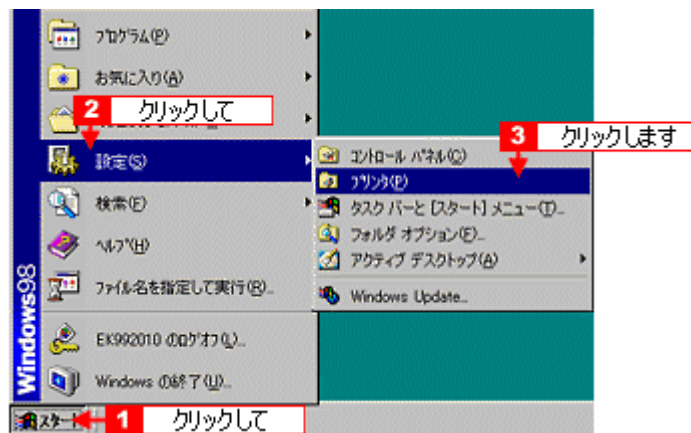 プログラム(P)
お気に入り(A)
2 クリックして
設定(S)
検索(F)
ヘルプ(H)
ファイル名を指定して実行(R)...
EK992010 のログオフ(L)...
Windows の終了(U)...
Windows98
スタート
1 クリックして
3 クリックします
コントロール パネル(C)
プリンタ(P)
タスク バーと [スタート] メニュー(T)...
フォルダ オプション(F)...
アクティブ デスクトップ(A)
Windows Update...